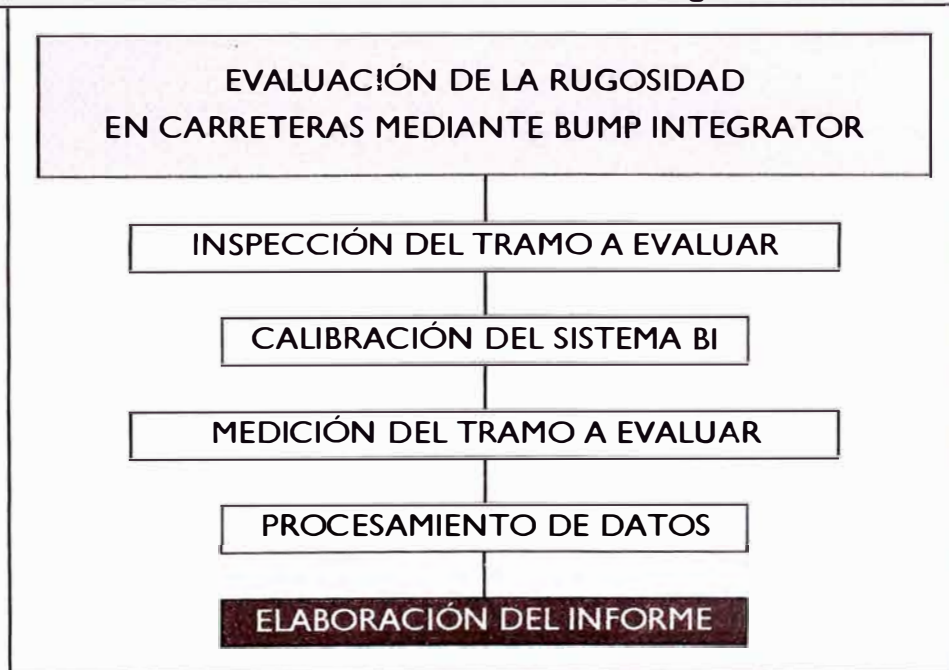 EVALUACIÓN DE LA RUGOSIDAD
EN CARRETERAS MEDIANTE BUMP INTEGRATOR
INSPECCIÓN DEL TRAMO A EVALUAR
CALIBRACIÓN DEL SISTEMA BI
MEDICIÓN DEL TRAMO A EVALUAR
PROCESAMIENTO DE DATOS
ELABORACIÓN DEL INFORME